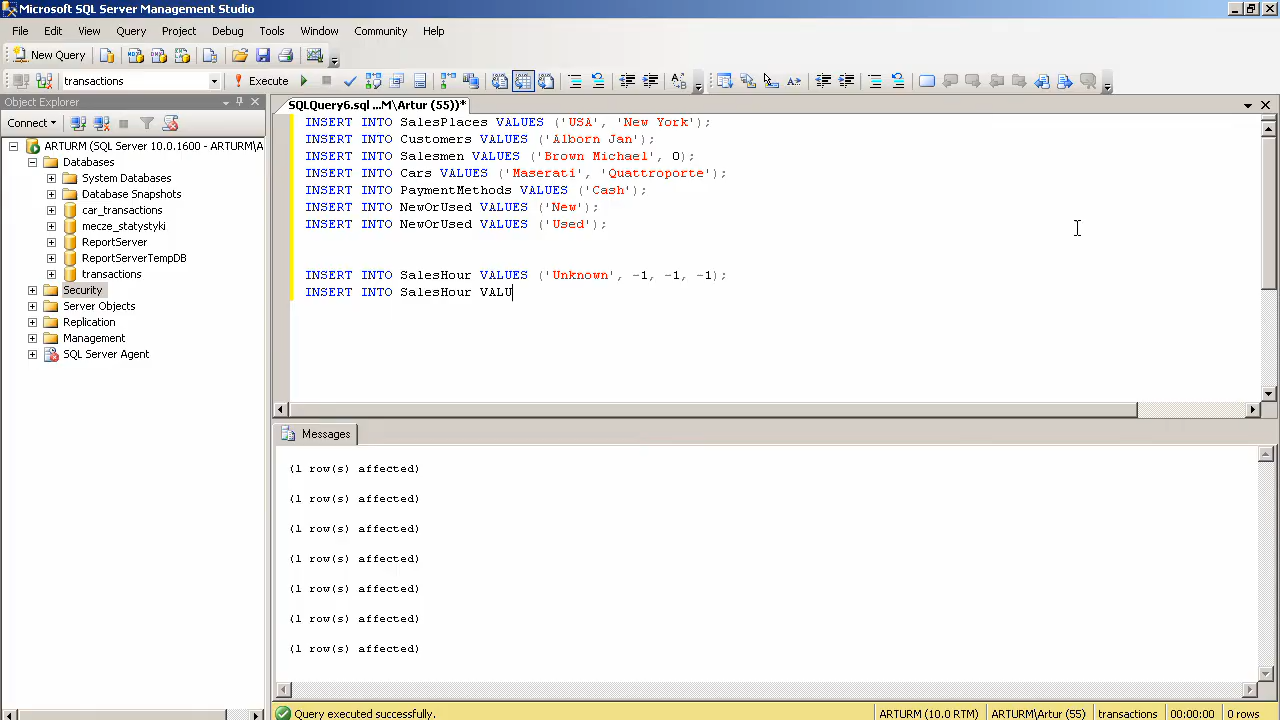 Microsoft SQL Server Management Studio
File Edit View Query Project Debug Tools Window Community Help
New Query
transactions Execute
Object Explorer
SQLQuery6.sql ...M\Artur (55))*
Connect
ARTURM (SQL Server 10.0.1600 - ARTURM\A
Databases
System Databases
Database Snapshots
car_transactions
mecze_statystyki
ReportServer
ReportServerTempDB
transactions
Security
Server Objects
Replication
Management
SQL Server Agent
INSERT INTO SalesPlaces VALUES ('USA', 'New York');
INSERT INTO Customers VALUES ('Alborn Jan');
INSERT INTO Salesmen VALUES ('Brown Michael', 0);
INSERT INTO Cars VALUES ('Maserati', 'Quattroporte');
INSERT INTO PaymentMethods VALUES ('Cash');
INSERT INTO NewOrUsed VALUES ('New');
INSERT INTO NewOrUsed VALUES ('Used');
INSERT INTO SalesHour VALUES ('Unknown', -1, -1, -1);
INSERT INTO SalesHour VALU
Messages
(1 row(s) affected)
(1 row(s) affected)
(1 row(s) affected)
(1 row(s) affected)
(1 row(s) affected)
(1 row(s) affected)
(1 row(s) affected)
Query executed successfully.
ARTURM (10.0 RTM) ARTURM\Artur (55) transactions 00:00:00 0 rows